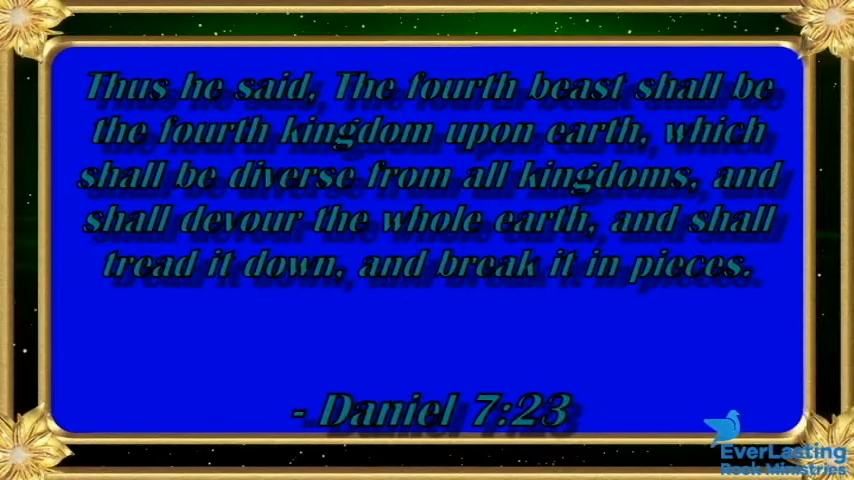 Thus he said, The fourth beast shall be
the fourth kingdom upon earth, which
shall be diverse from all kingdoms, and
shall devour the whole earth, and shall
tread it down, and break it in pieces.
- Daniel 7:23
EverLasting
Rock Ministries